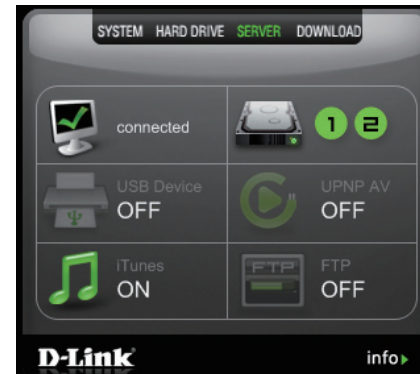 SYSTEM HARD DRIVE SERVER DOWNLOAD
connected 1 2
USB Device UPNP AV
OFF OFF
iTunes FTP FTP
ON OFF
D-Link info